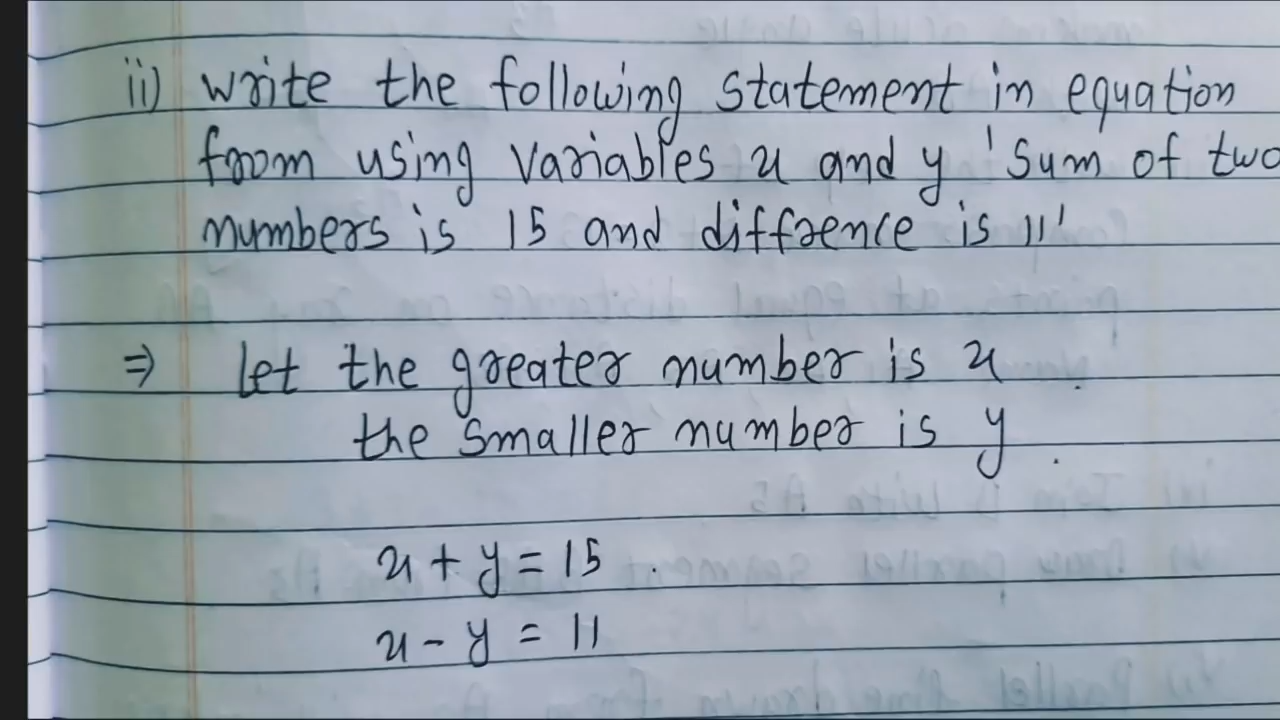 ii) write the following statement in equation
from using variables x and y 'sum of two
numbers is 15 and diffrence is 11'
⇒ let the greater number is x
the smaller number is y
x + y = 15
x - y = 11